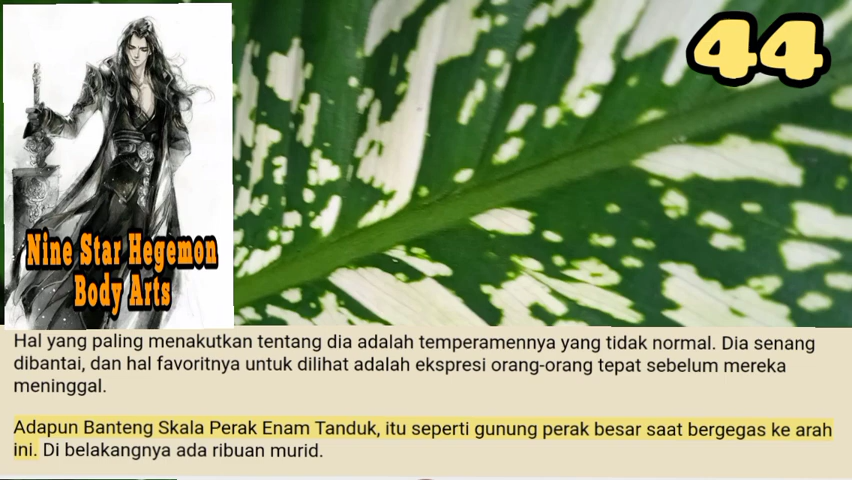 44
Nine Star Hegemon
Body Arts
Hal yang paling menakutkan tentang dia adalah temperamennya yang tidak normal. Dia senang
dibantai, dan hal favoritnya untuk dilihat adalah ekspresi orang-orang tepat sebelum mereka
meninggal.
Adapun Banteng Skala Perak Enam Tanduk, itu seperti gunung perak besar saat bergegas ke arah
ini. Di belakangnya ada ribuan murid.